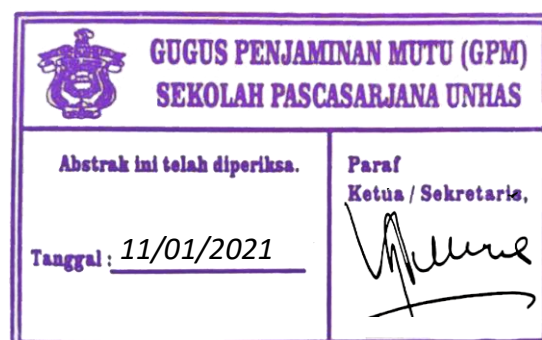 GUGUS PENJAMINAN MUTU (GPM)
SEKOLAH PASCASARJANA UNHAS
Abstrak ini telah diperiksa.
Tanggal : 11/01/2021
Paraf
Ketua / Sekretaris,